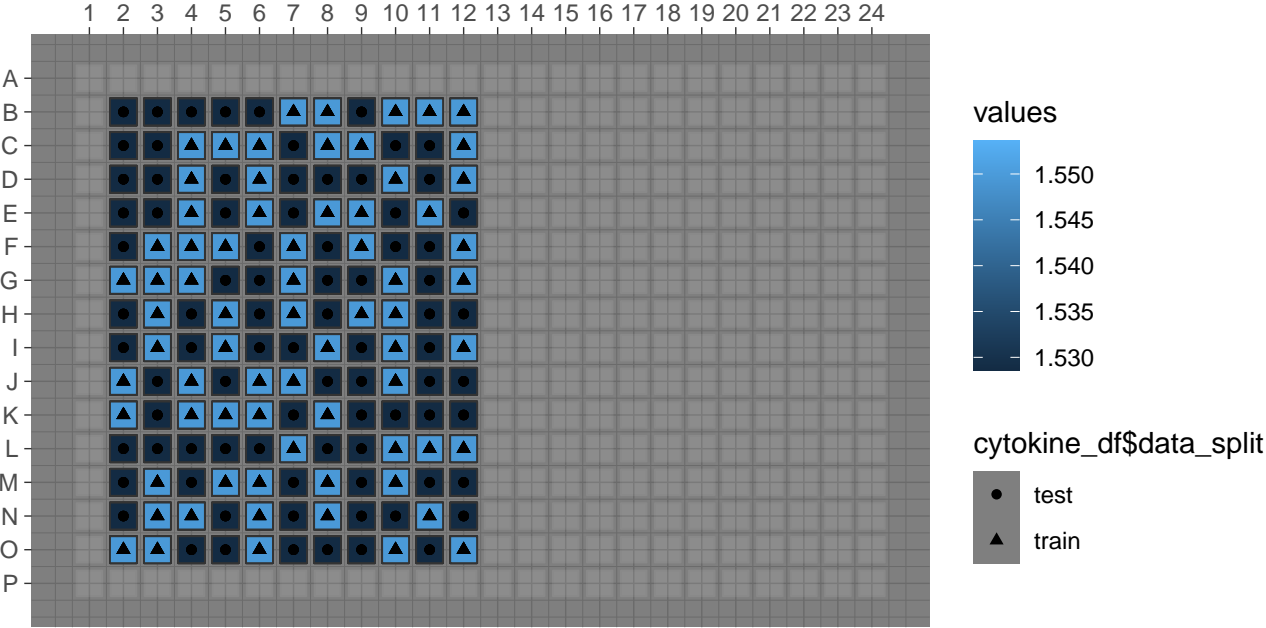 1 2 3 4 5 6 7 8 9 10 11 12 13 14 15 16 17 18 19 20 21 22 23 24
A
B
C
D
E
F
G
H
I
J
K
L
M
N
O
P
values
1.550
1.545
1.540
1.535
1.530
cytokine_df$data_split
test
train